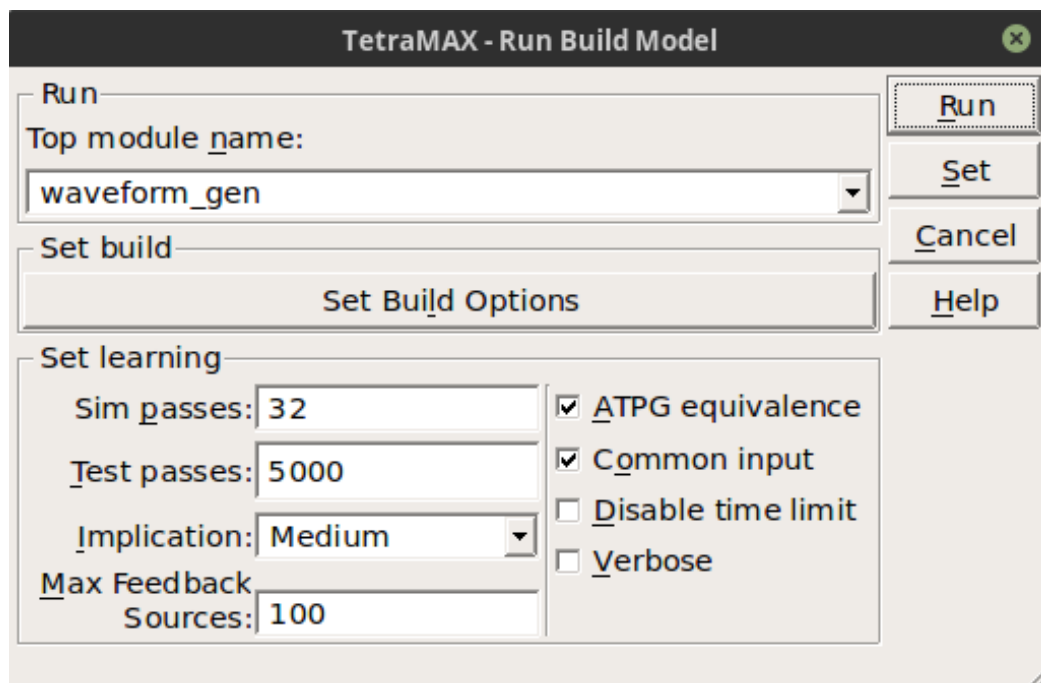 TetraMAX - Run Build Model
Run
Top module name:
waveform_gen
Set build
Set Build Options
Set learning
Sim passes: 32
Test passes: 5000
Implication: Medium
Max Feedback
Sources: 100
ATPG equivalence
Common input
Disable time limit
Verbose
Run
Set
Cancel
Help